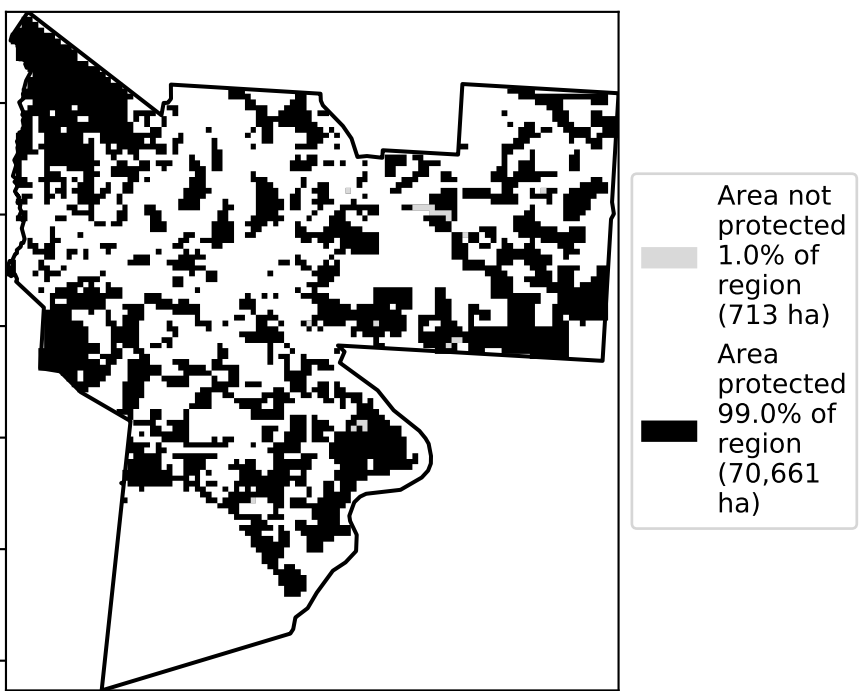 Area not
protected
1.0% of
region
(713 ha)
Area
protected
99.0% of
region
(70,661
ha)